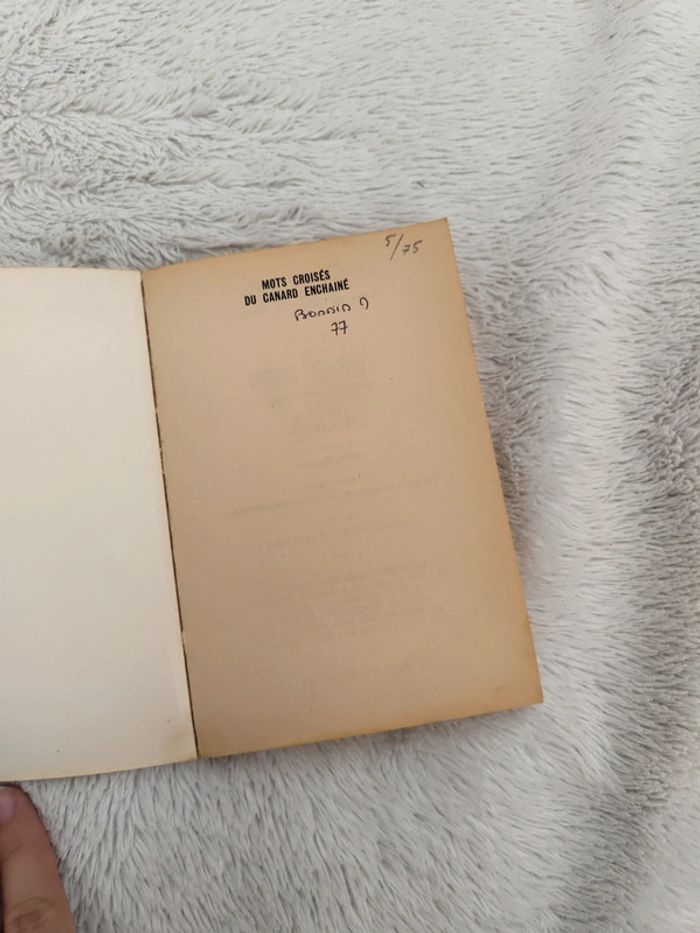 5/75
MOTS CROISÉS
DU CANARD ENCHAINÉ
77